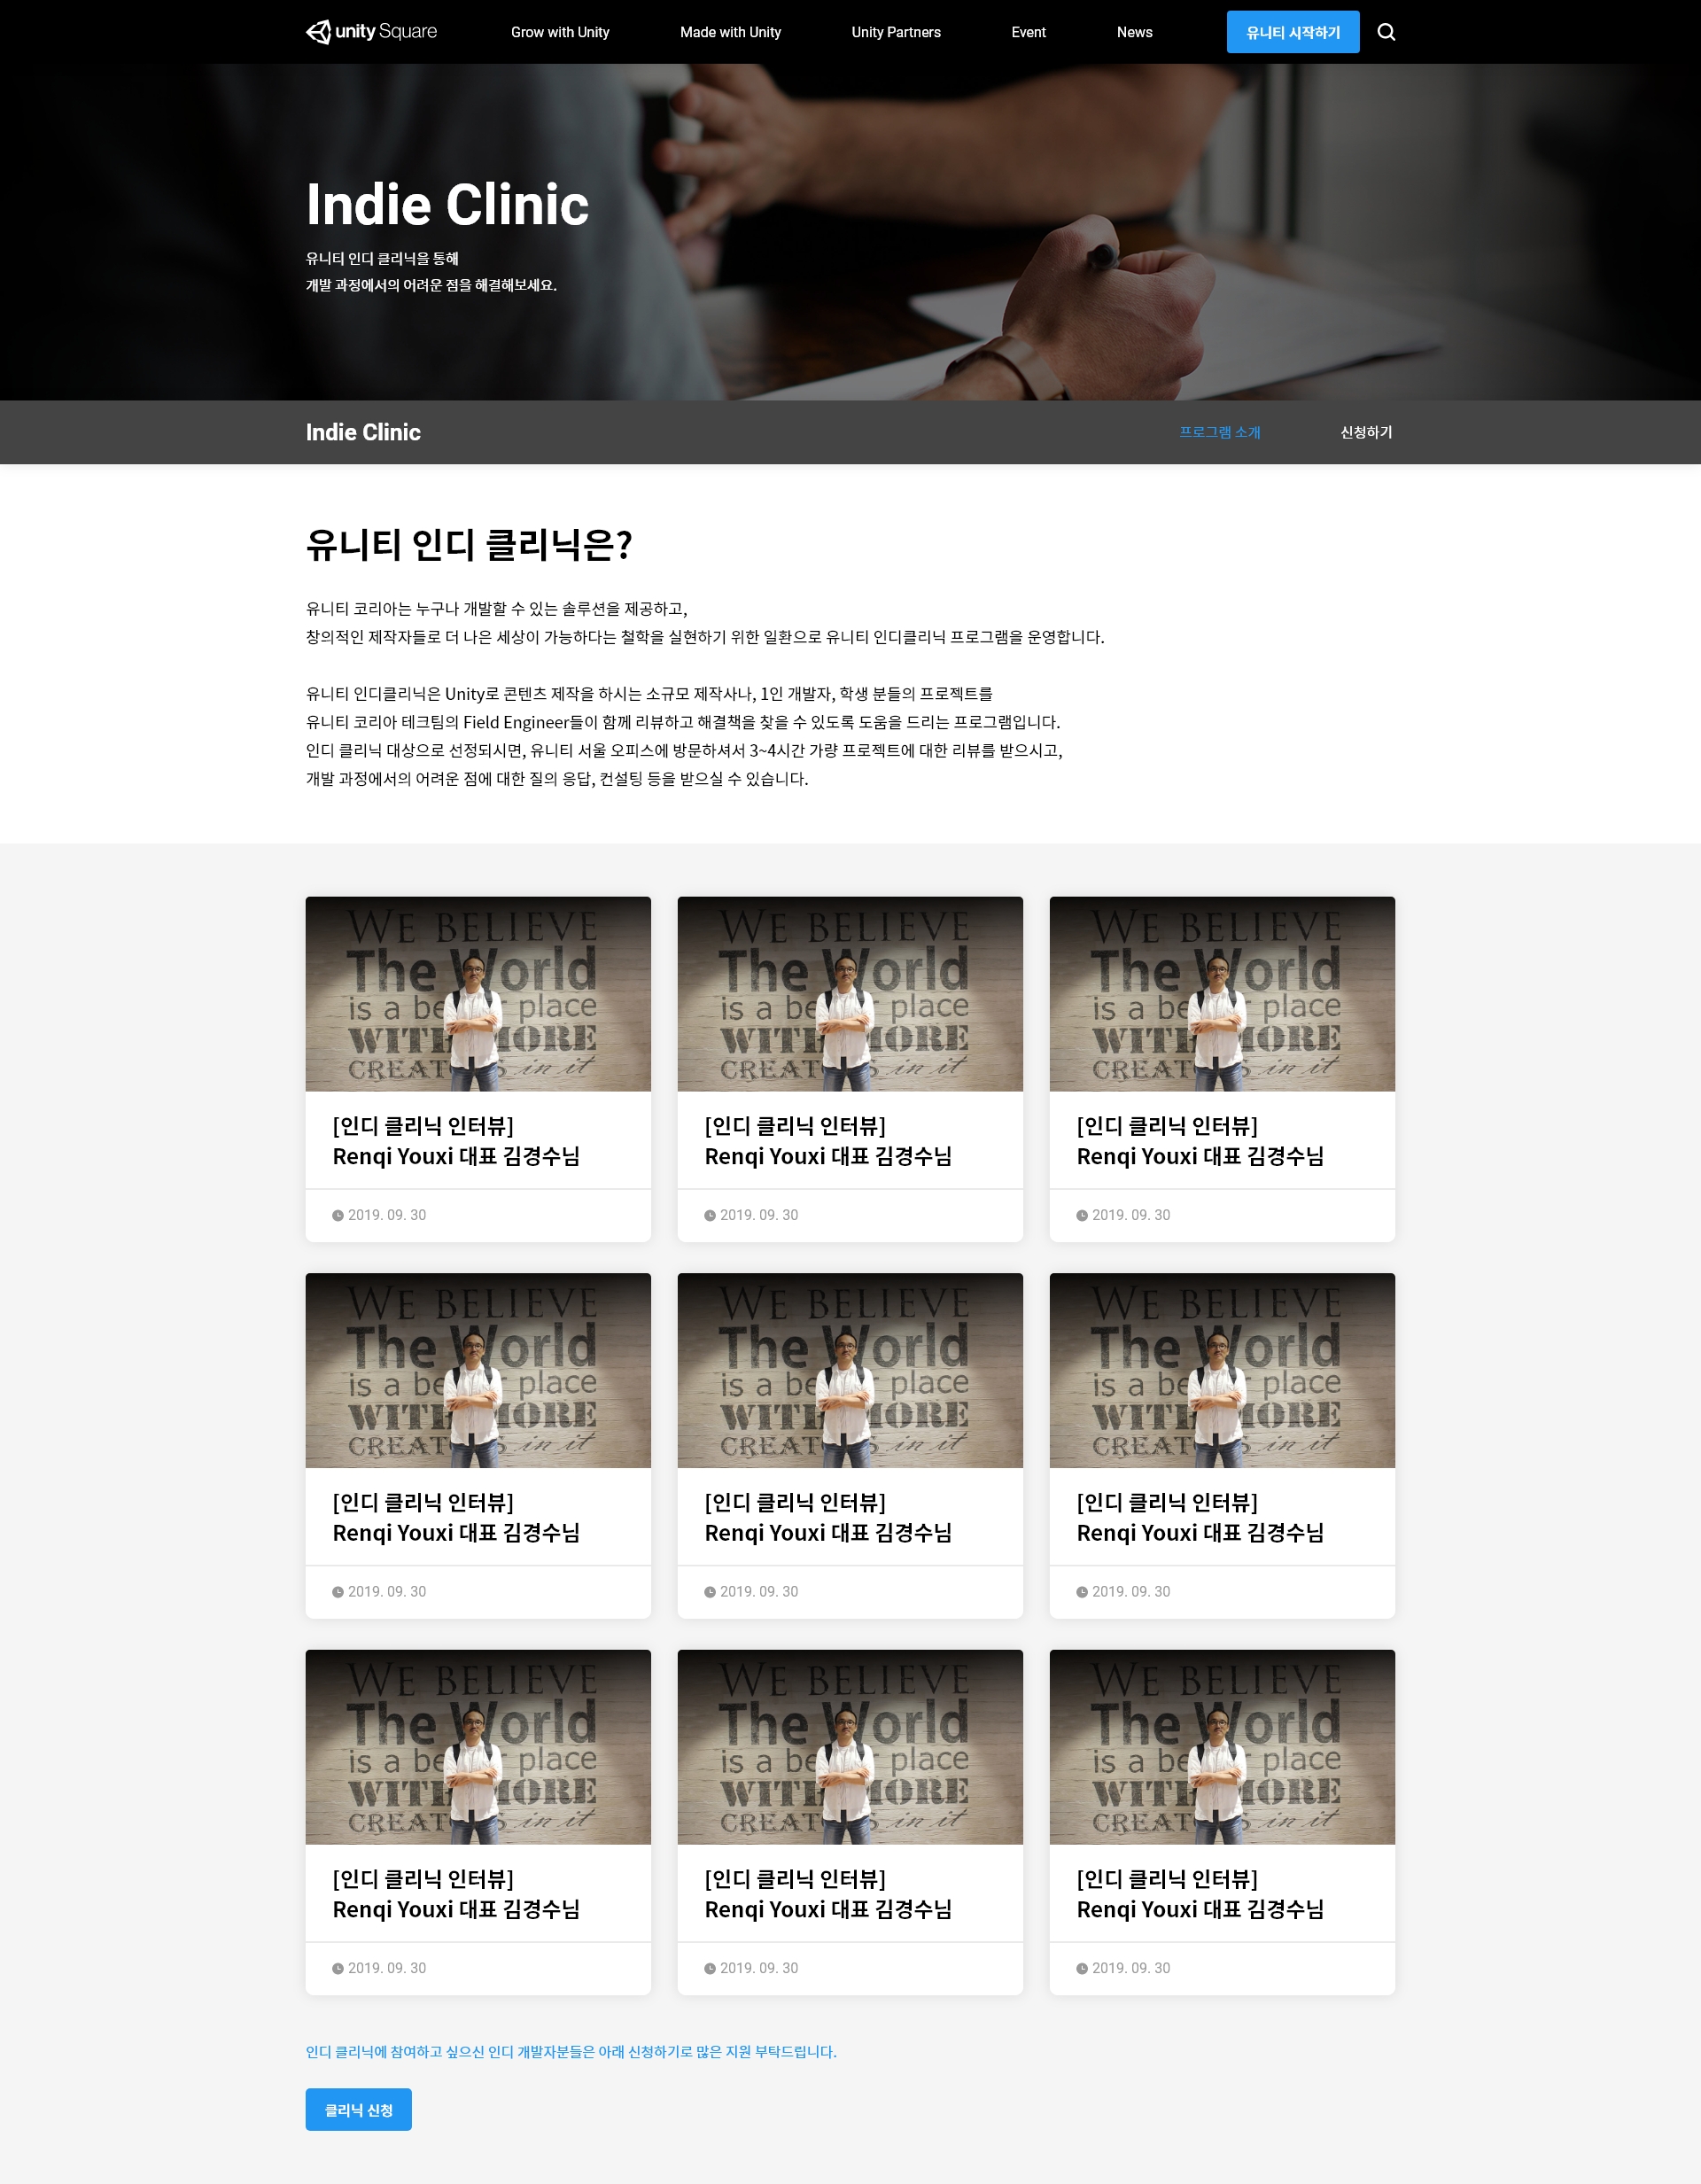 unity Square
Grow with Unity
Made with Unity
Unity Partners
Event
News
유니티 시작하기
Indie Clinic
유니티 인디 클리닉을 통해
개발 과정에서의 어려운 점을 해결해보세요.
Indie Clinic
프로그램 소개
신청하기
유니티 인디 클리닉은?
유니티 코리아는 누구나 개발할 수 있는 솔루션을 제공하고,
창의적인 제작자들로 더 나은 세상이 가능하다는 철학을 실현하기 위한 일환으로 유니티 인디클리닉 프로그램을 운영합니다.
유니티 인디클리닉은 Unity로 콘텐츠 제작을 하시는 소규모 제작사나, 1인 개발자, 학생 분들의 프로젝트를
유니티 코리아 테크팀의 Field Engineer들이 함께 리뷰하고 해결책을 찾을 수 있도록 도움을 드리는 프로그램입니다.
인디 클리닉 대상으로 선정되시면, 유니티 서울 오피스에 방문하셔서 3~4시간 가량 프로젝트에 대한 리뷰를 받으시고,
개발 과정에서의 어려운 점에 대한 질의 응답, 컨설팅 등을 받으실 수 있습니다.
WE BELIEVE
The World
is a be r place
WITH MORE
CREAT S in it
[인디 클리닉 인터뷰]
Renqi Youxi 대표 김경수님
2019. 09. 30
WE BELIEVE
The World
is a be r place
WITH MORE
CREAT S in it
[인디 클리닉 인터뷰]
Renqi Youxi 대표 김경수님
2019. 09. 30
WE BELIEVE
The World
is a be r place
WITH MORE
CREAT S in it
[인디 클리닉 인터뷰]
Renqi Youxi 대표 김경수님
2019. 09. 30
WE BELIEVE
The World
is a be r place
WITH MORE
CREAT S in it
[인디 클리닉 인터뷰]
Renqi Youxi 대표 김경수님
2019. 09. 30
WE BELIEVE
The World
is a be r place
WITH MORE
CREAT S in it
[인디 클리닉 인터뷰]
Renqi Youxi 대표 김경수님
2019. 09. 30
WE BELIEVE
The World
is a be r place
WITH MORE
CREAT S in it
[인디 클리닉 인터뷰]
Renqi Youxi 대표 김경수님
2019. 09. 30
WE BELIEVE
The World
is a be r place
WITH MORE
CREAT S in it
[인디 클리닉 인터뷰]
Renqi Youxi 대표 김경수님
2019. 09. 30
WE BELIEVE
The World
is a be r place
WITH MORE
CREAT S in it
[인디 클리닉 인터뷰]
Renqi Youxi 대표 김경수님
2019. 09. 30
WE BELIEVE
The World
is a be r place
WITH MORE
CREAT S in it
[인디 클리닉 인터뷰]
Renqi Youxi 대표 김경수님
2019. 09. 30
인디 클리닉에 참여하고 싶으신 인디 개발자분들은 아래 신청하기로 많은 지원 부탁드립니다.
클리닉 신청